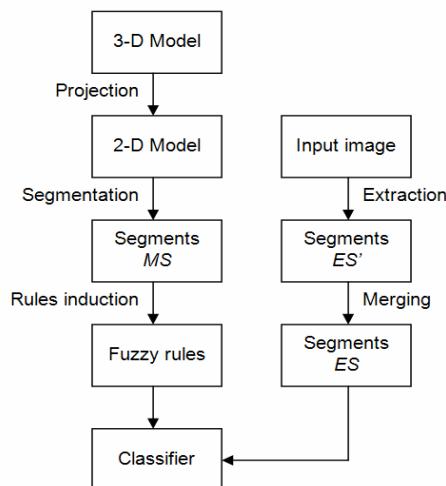 3-D Model
Projection
2-D Model
Input image
Segmentation
Extraction
Segments
MS
Segments
ES'
Rules induction
Merging
Fuzzy rules
Segments
ES
Classifier